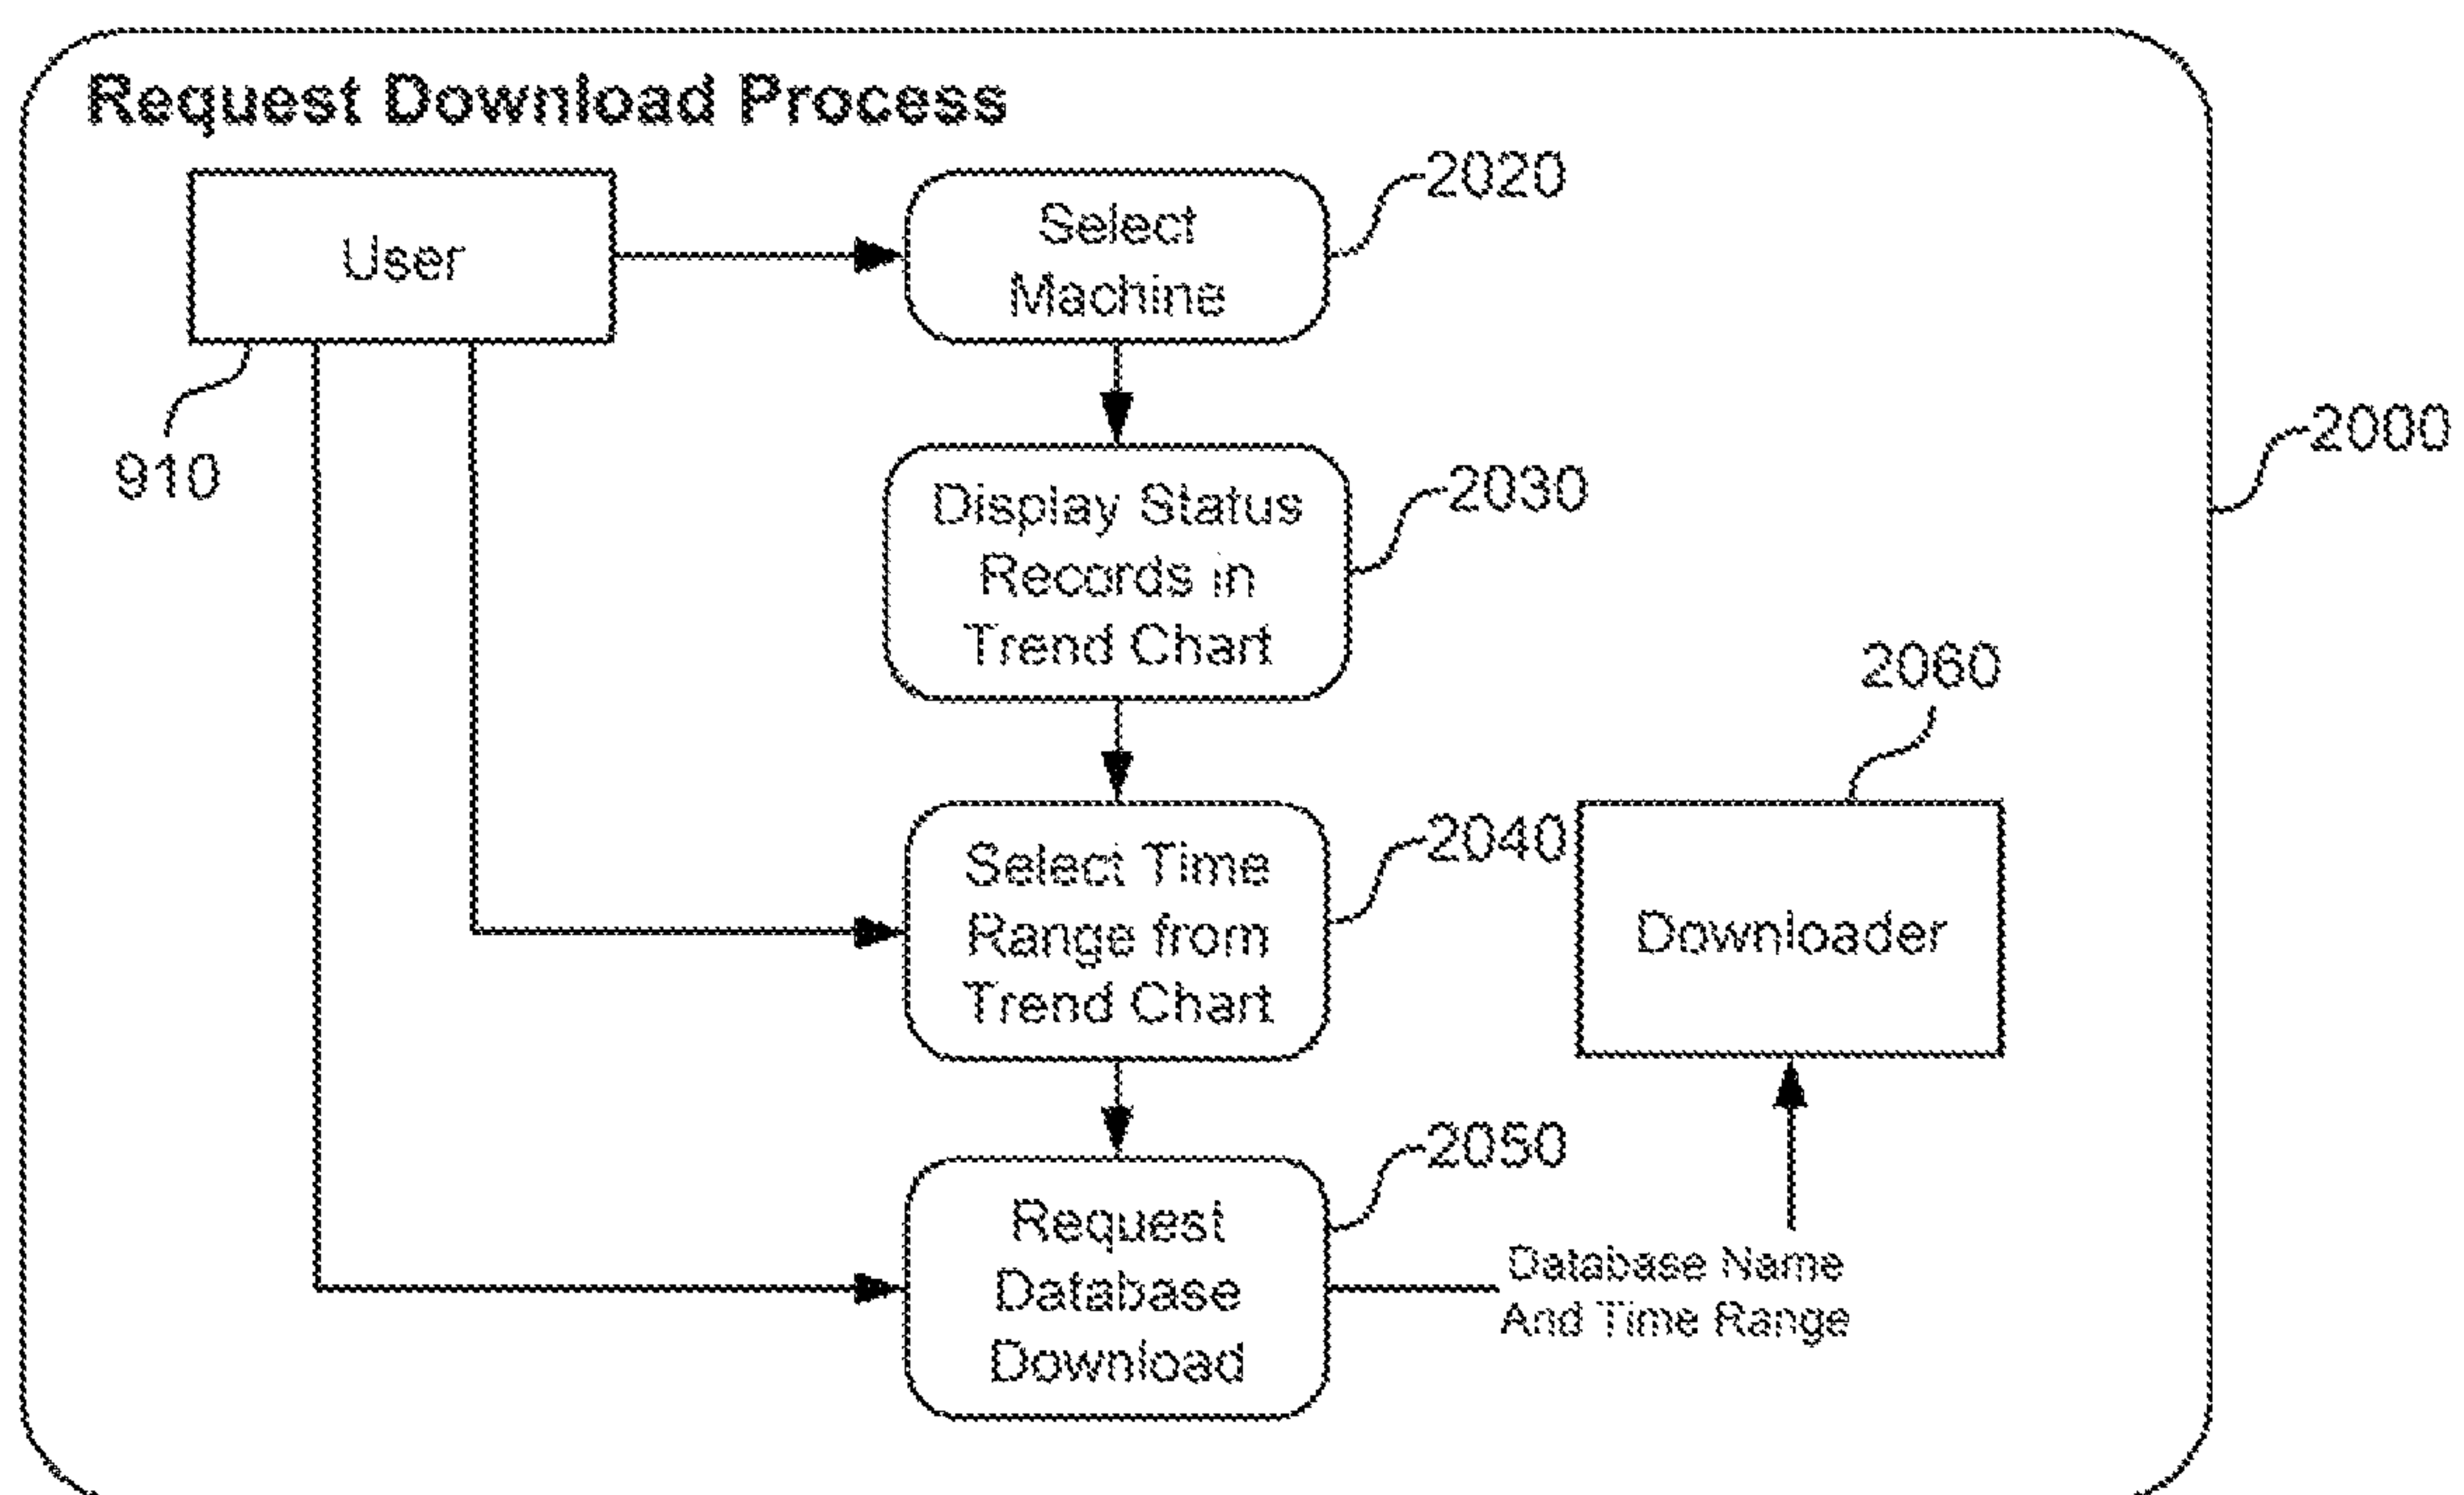 Request Download Process
User
Select
Machine
2020
910
Display Status
Records in
Trend Chart
2030
2000
Select Time
Range from
Trend Chart
2040
2060
Downloader
Request
Database
Download
2050
Database Name
And Time Range